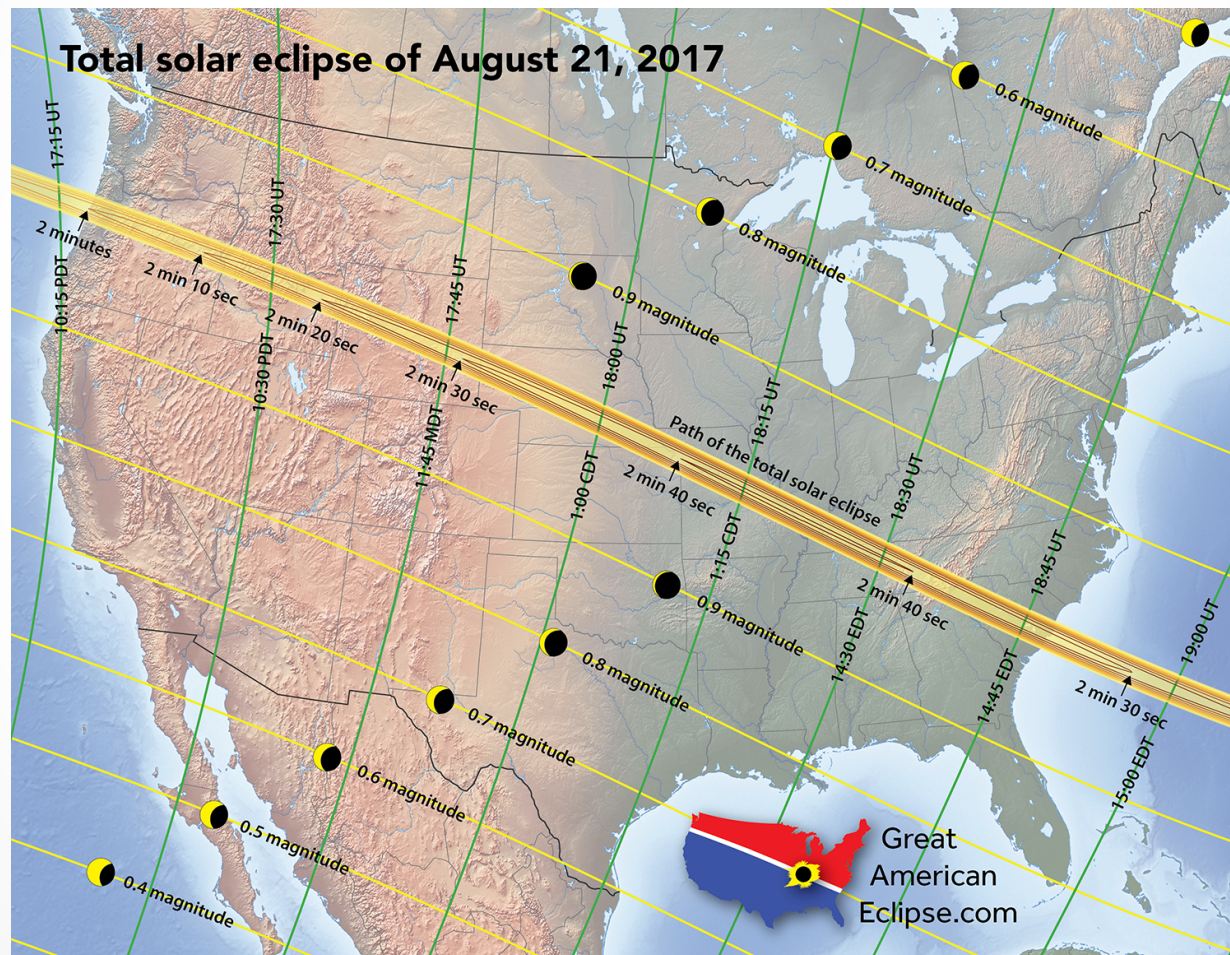 Total solar eclipse of August 21, 2017
0.6 magnitude
0.7 magnitude
0.8 magnitude
0.9 magnitude
17:15 UT
17:30 UT
17:45 UT
18:00 UT
18:15 UT
18:30 UT
18:45 UT
19:00 UT
2 minutes
2 min 10 sec
2 min 20 sec
2 min 30 sec
Path of the total solar eclipse
2 min 40 sec
2 min 40 sec
2 min 30 sec
10:15 PDT
10:30 PDT
11:45 MDT
1:00 CDT
1:15 CDT
14:30 EDT
14:45 EDT
15:00 EDT
0.9 magnitude
0.8 magnitude
0.7 magnitude
0.6 magnitude
0.5 magnitude
0.4 magnitude
Great
American
Eclipse.com